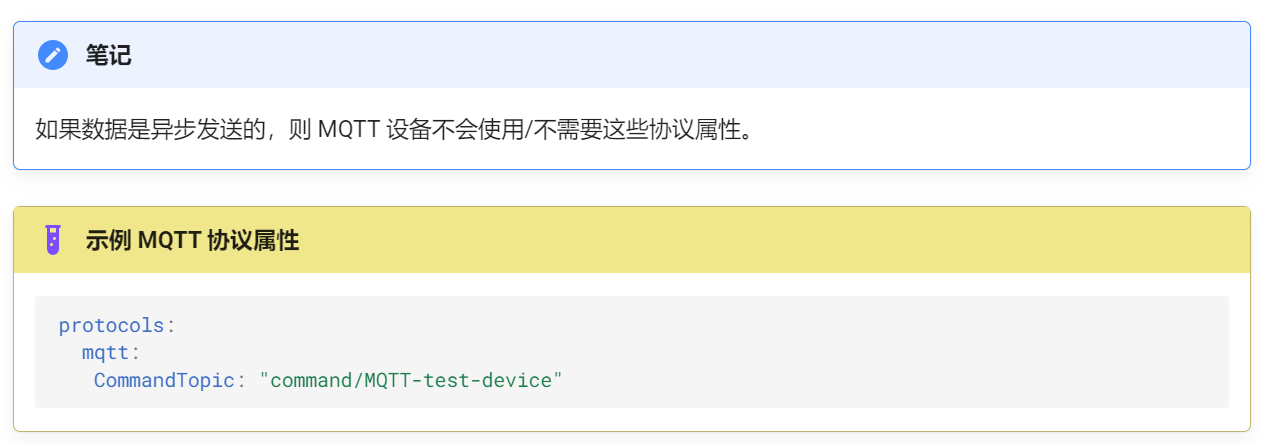 笔记
如果数据是异步发送的，则 MQTT 设备不会使用/不需要这些协议属性。
示例 MQTT 协议属性
protocols:
  mqtt:
   CommandTopic: "command/MQTT-test-device"